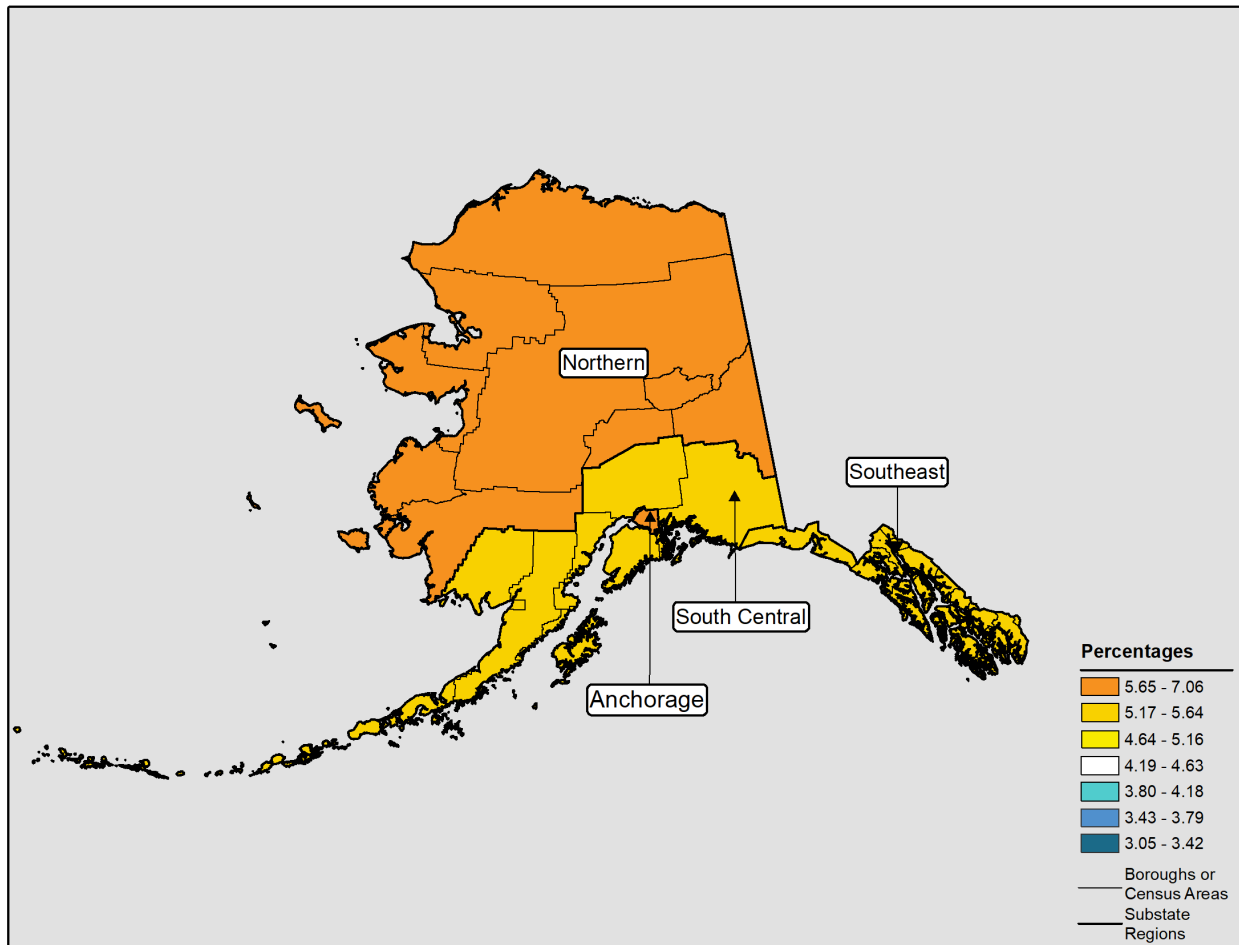 Northern
Southeast
South Central
Anchorage
Percentages
5.65 - 7.06
5.17 - 5.64
4.64 - 5.16
4.19 - 4.63
3.80 - 4.18
3.43 - 3.79
3.05 - 3.42
Boroughs or
Census Areas
Substate
Regions